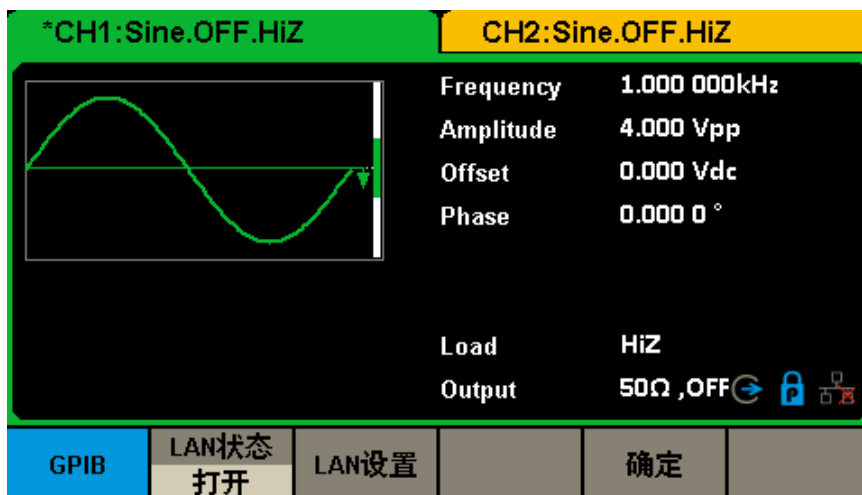 *CH1:Sine.OFF.HiZ
CH2:Sine.OFF.HiZ
Frequency 1.000 000kHz
Amplitude 4.000 Vpp
Offset 0.000 Vdc
Phase 0.000 0 °
Load HiZ
Output 50Ω ,OFF
P
GPIB
LAN状态
打开
LAN设置
确定